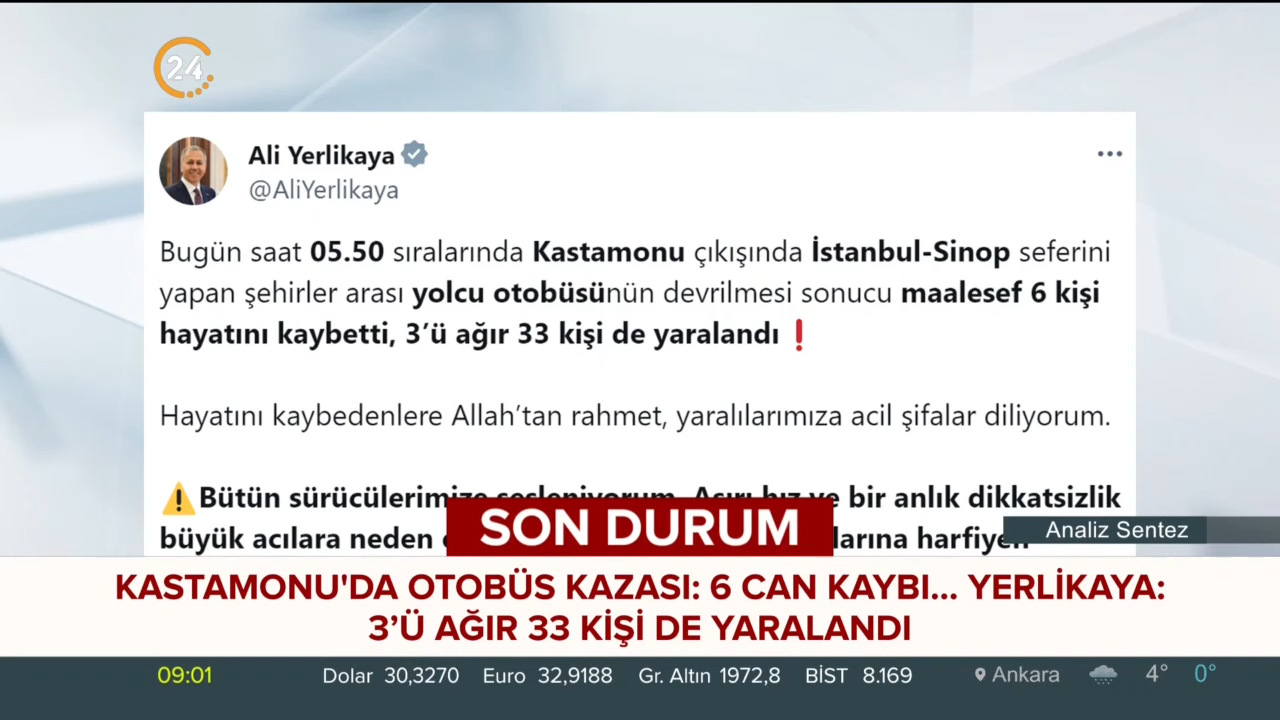 24
Ali Yerlikaya
@AliYerlikaya
Bugün saat 05.50 sıralarında Kastamonu çıkışında İstanbul-Sinop seferini
yapan şehirler arası yolcu otobüsünün devrilmesi sonucu maalesef 6 kişi
hayatını kaybetti, 3’ü ağır 33 kişi de yaralandı❗
Hayatını kaybedenlere Allah’tan rahmet, yaralılarımıza acil şifalar diliyorum.
⚠️Bütün sürücülerimize sesleniyorum. Aşırı hız ve bir anlık dikkatsizlik
büyük acılara neden larına harfiyen
SON DURUM
Analiz Sentez
KASTAMONU'DA OTOBÜS KAZASI: 6 CAN KAYBI... YERLİKAYA:
3’Ü AĞIR 33 KİŞİ DE YARALANDI
09:01 Dolar 30,3270 Euro 32,9188 Gr. Altın 1972,8 BİST 8.169 Ankara 4° 0°